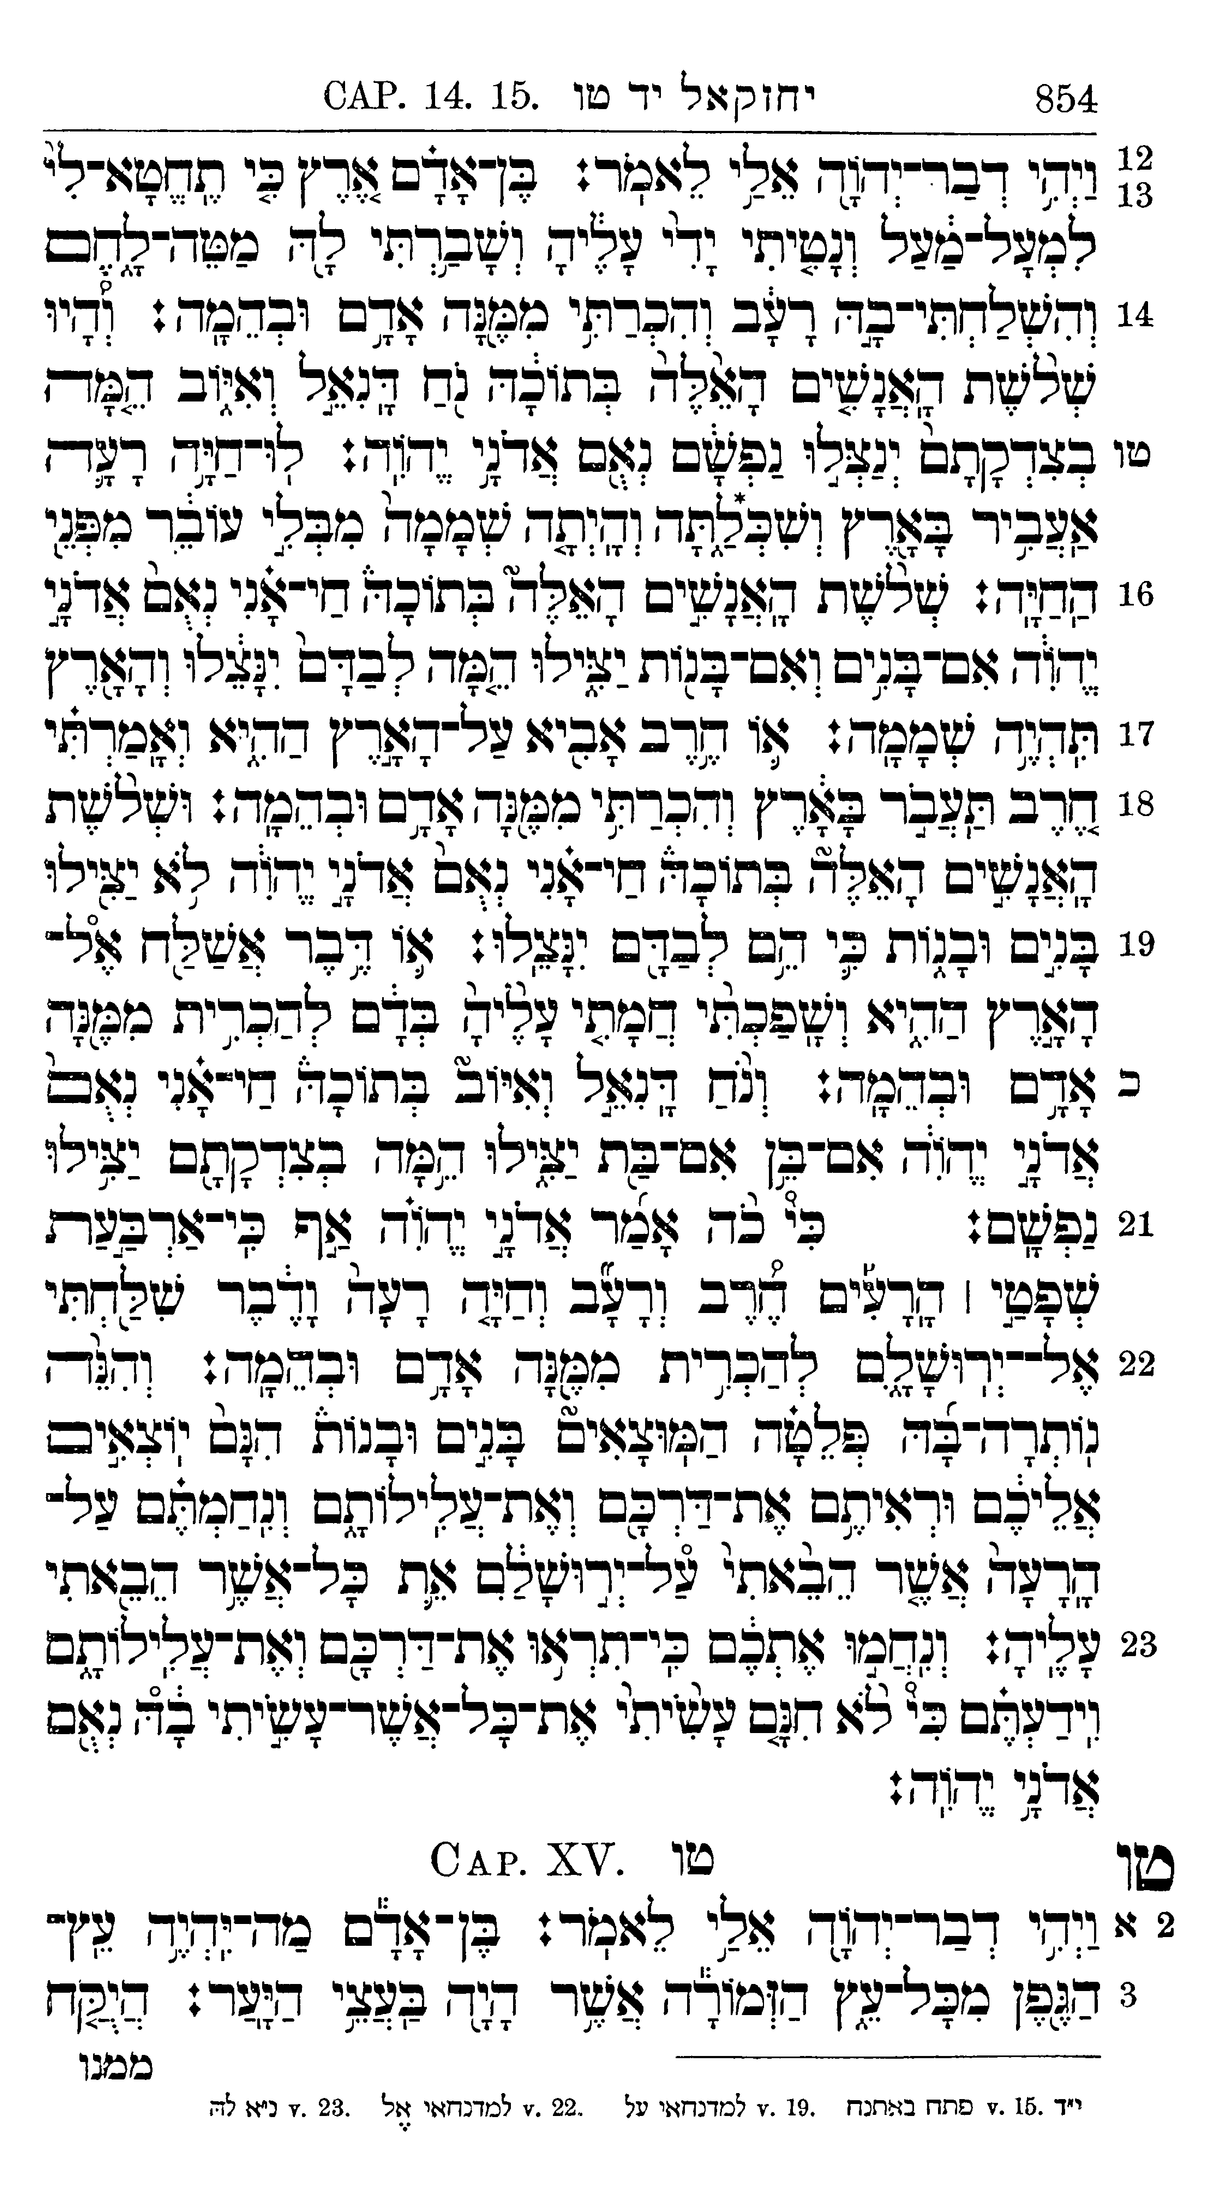 CAP. 14. 15. יחזקאל יד טו 854
12 וַיְהִ֥י דְבַר־יְהוָֹ֖ה אֵלַ֥י לֵאמֹֽר׃ 13 בֶּן־אָדָ֗ם אֶ֚רֶץ כִּ֤י תֶֽחֱטָא־לִי֙
לִמְעָל־מַ֔עַל וְנָטִ֤יתִי יָדִי֙ עָלֶ֔יהָ וְשָׁבַ֥רְתִּי לָ֖הּ מַטֵּה־לָ֑חֶם
וְהִשְׁלַחְתִּי־בָ֣הּ רָעָ֔ב וְהִכְרַתִּ֥י מִמֶּ֖נָּה אָדָ֥ם וּבְהֵמָֽה׃ 14 וְ֠הָיוּ
שְׁלֹ֨שֶׁת הָֽאֲנָשִׁ֤ים הָאֵ֙לֶּה֙ בְּתוֹכָ֔הּ נֹ֖חַ דָּנִאֵ֣ל וְאִיּ֑וֹב הֵ֤מָּה
בְצִדְקָתָם֙ יְנַצְּל֣וּ נַפְשָׁ֔ם נְאֻ֖ם אֲדֹנָ֥י יֱהוִֹֽה׃ טו לֽוּ־חַיָּ֥ה רָעָ֛ה
אַֽעֲבִ֥יר בָּאָ֖רֶץ וְשִׁכְּלַ֑תָּה* וְהָֽיְתָ֤ה שְׁמָמָה֙ מִבְּלִ֣י עוֹבֵ֔ר מִפְּנֵ֖י
הַֽחַיָּֽה׃ 16 שְׁלֹ֨שֶׁת הָֽאֲנָשִׁ֣ים הָאֵלֶּה֮ בְּתוֹכָהּ֒ חַי־אָ֗נִי נְאֻם֙ אֲדֹנָ֣י
יֱהוִֹ֔ה אִם־בָּנִ֥ים וְאִם־בָּנ֖וֹת יַצִּ֑ילוּ הֵ֤מָּה לְבַדָּם֙ יִנָּצֵ֔לוּ וְהָאָ֖רֶץ
תִּֽהְיֶ֥ה שְׁמָמָֽה׃ 17 א֛וֹ חֶ֥רֶב אָבִ֖יא עַל־הָאָ֣רֶץ הַהִ֑יא וְאָֽמַרְתִּ֗י
חֶ֚רֶב תַּֽעֲבֹ֣ר בָּאָ֔רֶץ וְהִכְרַתִּ֥י מִמֶּ֖נָּה אָדָ֥ם וּבְהֵמָֽה׃ 18 וּשְׁלֹ֨שֶׁת
הָֽאֲנָשִׁ֣ים הָאֵלֶּה֮ בְּתוֹכָהּ֒ חַי־אָ֗נִי נְאֻם֙ אֲדֹנָ֣י יֱהוִֹ֔ה לֹ֥א יַצִּ֖ילוּ
בָּנִ֣ים וּבָנ֑וֹת כִּ֛י הֵ֥ם לְבַדָּ֖ם יִנָּצֵֽלוּ׃ 19 א֛וֹ דֶּ֥בֶר אֲשַׁלַּ֖ח אֶל֯־
הָאָ֣רֶץ הַהִ֑יא וְשָֽׁפַכְתִּ֨י חֲמָתִ֤י עָלֶ֙יהָ֙ בְּדָ֔ם לְהַכְרִ֥ית מִמֶּ֖נָּה
אָדָ֥ם וּבְהֵמָֽה׃ כ וְנֹ֨חַ דָּנִאֵ֣ל וְאִיּוֹב֮ בְּתוֹכָהּ֒ חַי־אָ֗נִי נְאֻם֙
אֲדֹנָ֣י יֱהוִֹ֔ה אִם־בֵּ֥ן אִם־בַּ֖ת יַצִּ֑ילוּ הֵ֥מָּה בְצִדְקָתָ֖ם יַצִּ֥ילוּ
נַפְשָֽׁם׃ 21 כִּי֩ כֹ֨ה אָמַ֜ר אֲדֹנָ֣י יֱהוִֹ֗ה אַ֣ף כִּֽי־אַרְבַּ֣עַת
שְׁפָטַ֣י ׀ הָֽרָעִ֡ים חֶ֠רֶב וְרָעָ֞ב וְחַיָּ֤ה רָעָה֙ וָדֶ֔בֶר שִׁלַּ֖חְתִּי
אֶל־יְרֽוּשָׁלָ֑‍ִם לְהַכְרִ֥ית מִמֶּ֖נָּה אָדָ֥ם וּבְהֵמָֽה׃ 22 וְהִנֵּ֨ה
נֽוֹתְרָה־בָּ֜הּ פְּלֵטָ֗ה הַמּֽוּצָאִים֮ בָּנִ֣ים וּבָנוֹת֒ הִנָּם֙ יֽוֹצְאִ֣ים
אֲלֵיכֶ֔ם וּרְאִיתֶ֥ם אֶת־דַּרְכָּ֖ם וְאֶת־עֲלִֽילוֹתָ֑ם וְנִֽחַמְתֶּ֗ם עַל־
הָֽרָעָה֙ אֲשֶׁ֤ר הֵבֵ֙אתִי֙ עַל֯־יְר֣וּשָׁלַ֔‍ִם אֵ֛ת כָּל־אֲשֶׁ֥ר הֵבֵ֖אתִי
עָלֶֽיהָ׃ 23 וְנִֽחֲמ֣וּ אֶתְכֶ֔ם כִּֽי־תִרְא֥וּ אֶת־דַּרְכָּ֖ם וְאֶת־עֲלִֽילוֹתָ֑ם
וִֽידַעְתֶּ֗ם כִּי֩ לֹ֨א חִנָּ֤ם עָשִׂ֙יתִי֙ אֶת־כָּל־אֲשֶׁר־עָשִׂ֣יתִי בָ֔הּ֯ נְאֻ֖ם
אֲדֹנָ֥י יֱהוִֹֽה׃
CAP. XV. טו טו
א 2 וַיְהִ֥י דְבַר־יְהוָֹ֖ה אֵלַ֥י לֵאמֹֽר׃ בֶּן־אָדָ֕ם מַה־יִּֽהְיֶ֥ה עֵֽץ־
הַגֶּ֖פֶן מִכָּל־עֵ֑ץ הַזְּמוֹרָ֕ה אֲשֶׁ֥ר הָיָ֖ה בַּֽעֲצֵ֥י הַיָּֽעַר׃ 3 הֲיֻקַּ֤ח
ממנו
י״ד v. 15. פתח באתנח v. 19. למדנחאי על v. 22. למדנחאי אֶל v. 23. נ״א לה